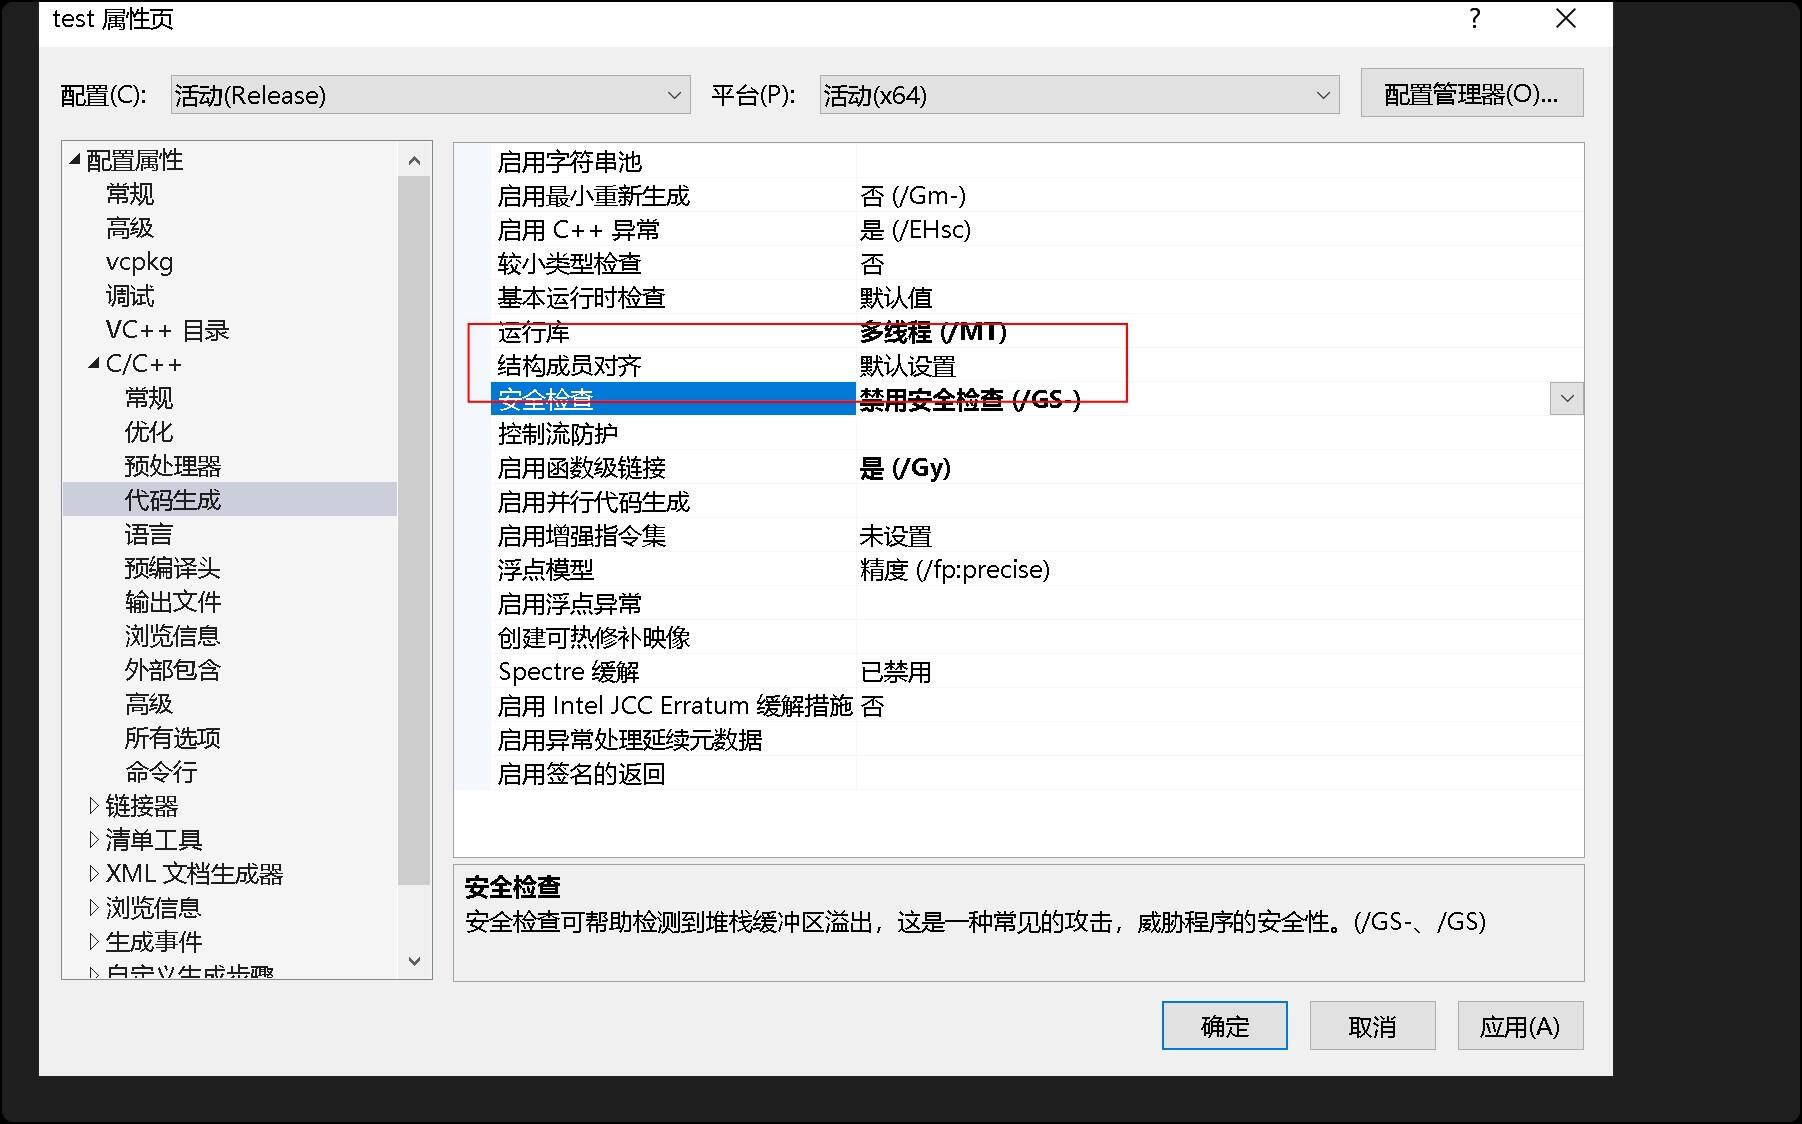 test 属性页
?
配置(C):
活动(Release)
平台(P):
活动(x64)
配置管理器(O)...
配置属性
常规
高级
vcpkg
调试
VC++ 目录
C/C++
常规
优化
预处理器
代码生成
语言
预编译头
输出文件
浏览信息
外部包含
高级
所有选项
命令行
链接器
清单工具
XML 文档生成器
浏览信息
生成事件
自定义生成步骤
启用字符串池
启用最小重新生成 否 (/Gm-)
启用 C++ 异常 是 (/EHsc)
较小类型检查 否
基本运行时检查 默认值
运行库 多线程 (/MT)
结构成员对齐 默认设置
安全检查 禁用安全检查 (/GS-)
控制流防护
启用函数级链接 是 (/Gy)
启用并行代码生成
启用增强指令集 未设置
浮点模型 精度 (/fp:precise)
启用浮点异常
创建可热修补映像
Spectre 缓解 已禁用
启用 Intel JCC Erratum 缓解措施 否
启用异常处理延续元数据
启用签名的返回
安全检查
安全检查可帮助检测到堆栈缓冲区溢出，这是一种常见的攻击，威胁程序的安全性。(/GS-、/GS)
确定
取消
应用(A)